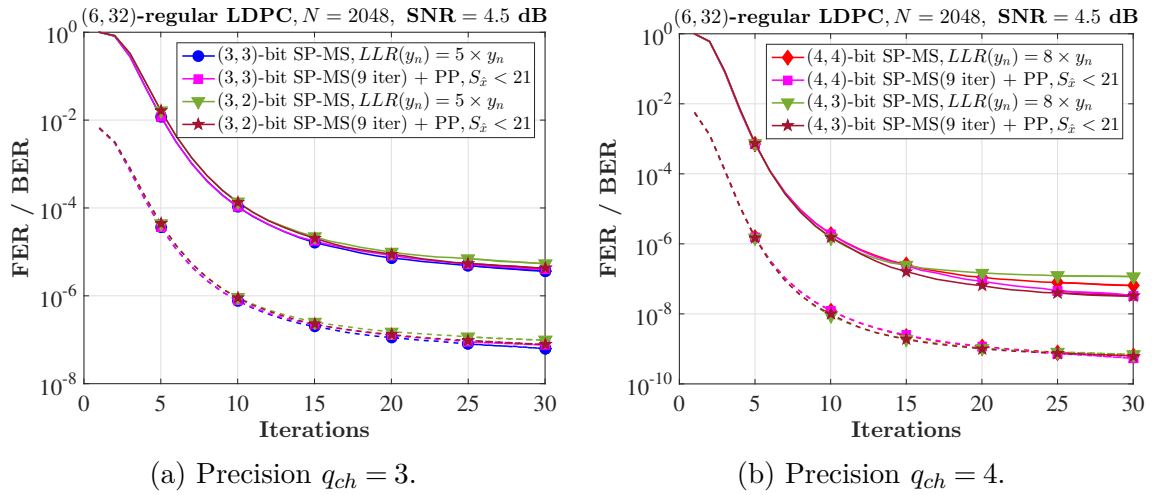 (6, 32)-regular LDPC, N = 2048, SNR = 4.5 dB
(3, 3)-bit SP-MS, LLR(y_n) = 5 × y_n
(3, 3)-bit SP-MS(9 iter) + PP, S_x̂ < 21
(3, 2)-bit SP-MS, LLR(y_n) = 5 × y_n
(3, 2)-bit SP-MS(9 iter) + PP, S_x̂ < 21
FER / BER
10^0
10^-2
10^-4
10^-6
10^-8
0 5 10 15 20 25 30
Iterations
(a) Precision q_ch = 3.
(6, 32)-regular LDPC, N = 2048, SNR = 4.5 dB
(4, 4)-bit SP-MS, LLR(y_n) = 8 × y_n
(4, 4)-bit SP-MS(9 iter) + PP, S_x̂ < 21
(4, 3)-bit SP-MS, LLR(y_n) = 8 × y_n
(4, 3)-bit SP-MS(9 iter) + PP, S_x̂ < 21
FER / BER
10^0
10^-2
10^-4
10^-6
10^-8
10^-10
0 5 10 15 20 25 30
Iterations
(b) Precision q_ch = 4.